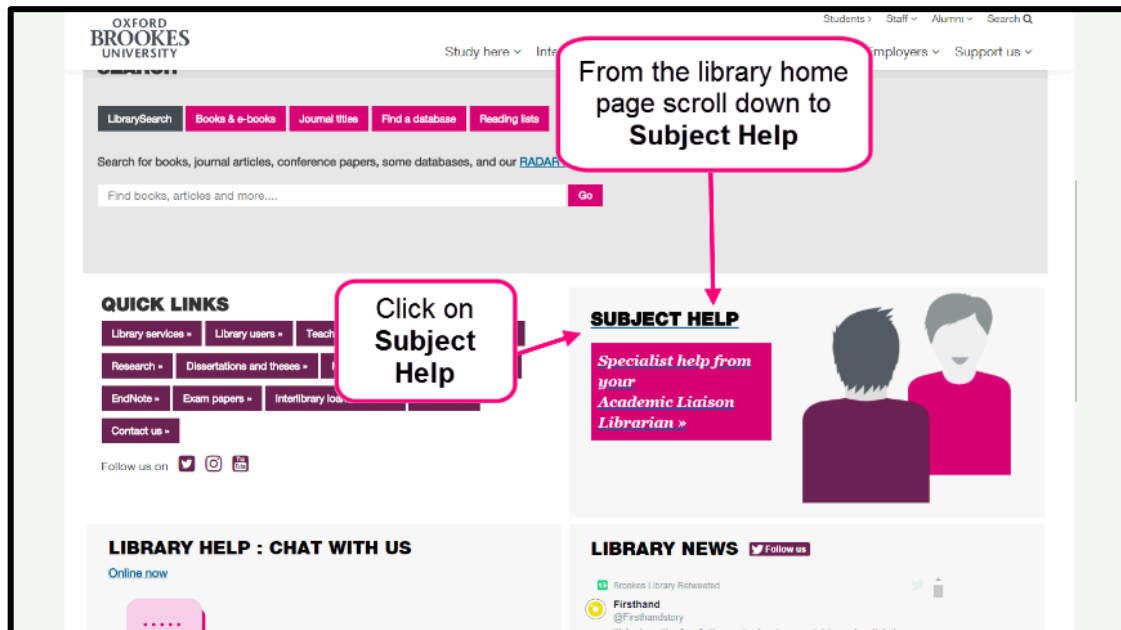 OXFORD
BROOKES
UNIVERSITY
Students › Staff Alumni Search
Study here
Employers Support us
SEARCH
From the library home
page scroll down to
Subject Help
LibrarySearch Books & e-books Journal titles Find a database Reading lists
Search for books, journal articles, conference papers, some databases, and our RADAR
Find books, articles and more.... Go
QUICK LINKS
Library services » Library users »
Research » Dissertations and theses »
EndNote » Exam papers »
Contact us »
Follow us on
Click on
Subject
Help
SUBJECT HELP
Specialist help from
your
Academic Liaison
Librarian »
LIBRARY HELP : CHAT WITH US
Online now
LIBRARY NEWS Follow us
Brookes Library Retweeted
Firsthand
@Firsthandstory